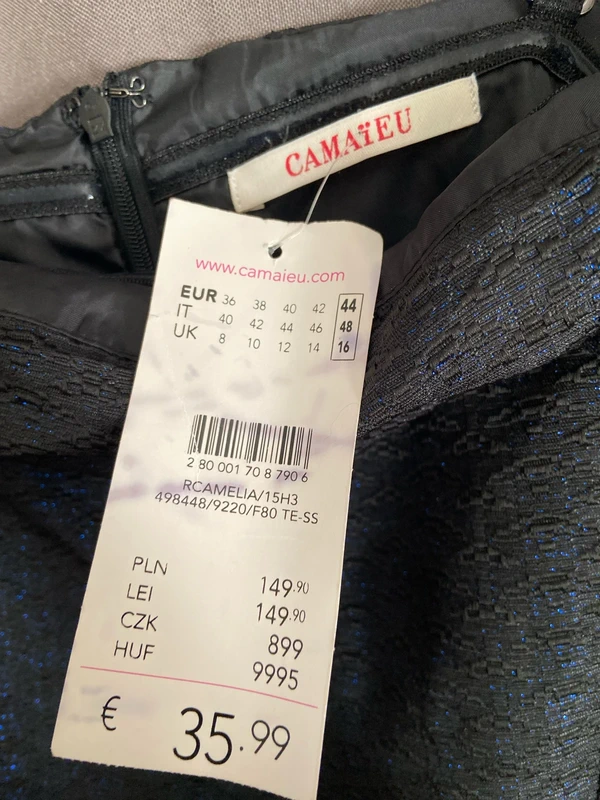 CAMAÏEU
www.camaieu.com
EUR 36 38 40 42 44
IT 40 42 44 46 48
UK 8 10 12 14 16
2 80 001 70 8 790 6
RCAMELIA/15H3
498448/9220/F80 TE-SS
PLN 149.90
LEI 149.90
CZK 899
HUF 9995
€ 35.99